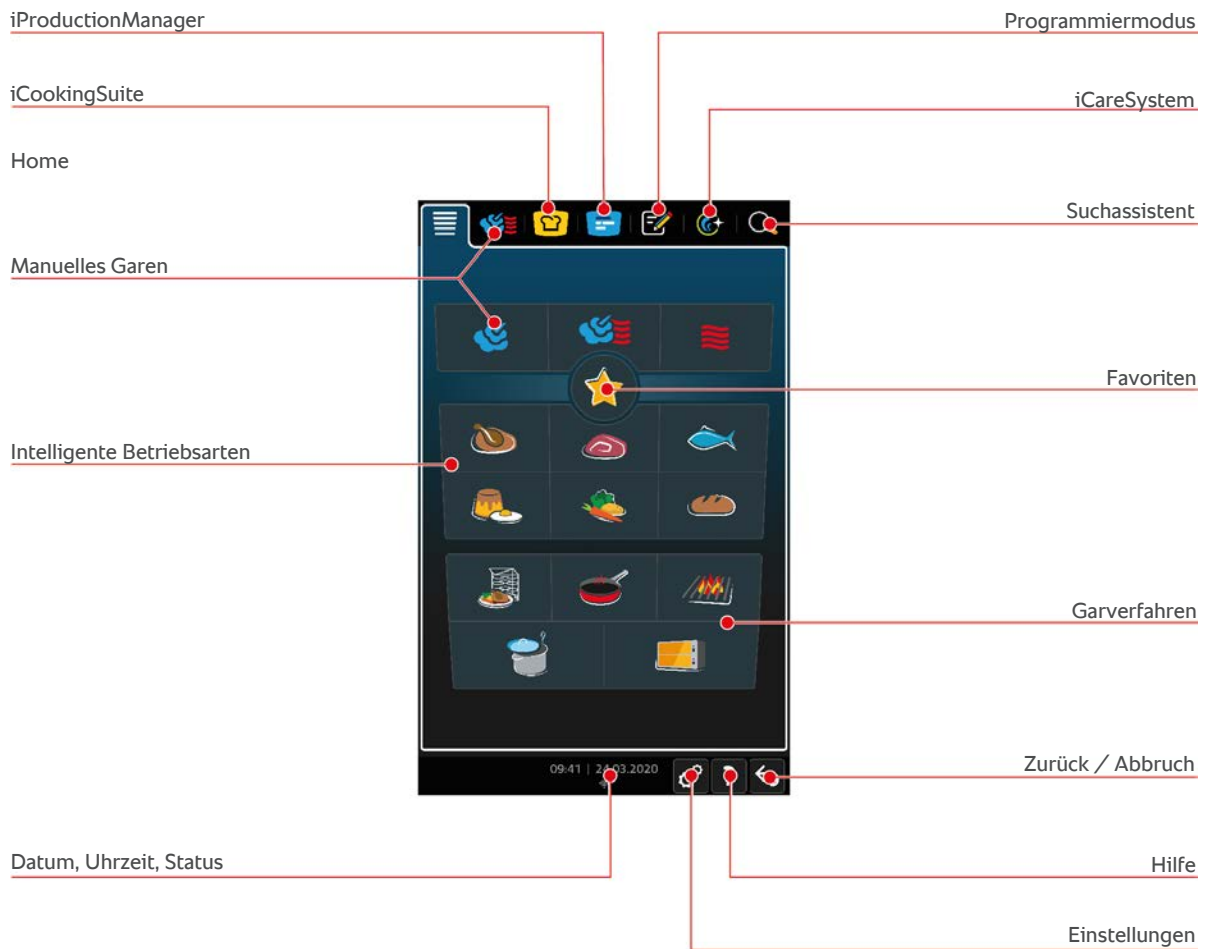 iProductionManager
Programmiermodus
iCookingSuite
iCareSystem
Home
Suchassistent
Manuelles Garen
Favoriten
Intelligente Betriebsarten
Garverfahren
09:41 | 24.03.2020
Zurück / Abbruch
Datum, Uhrzeit, Status
Hilfe
Einstellungen